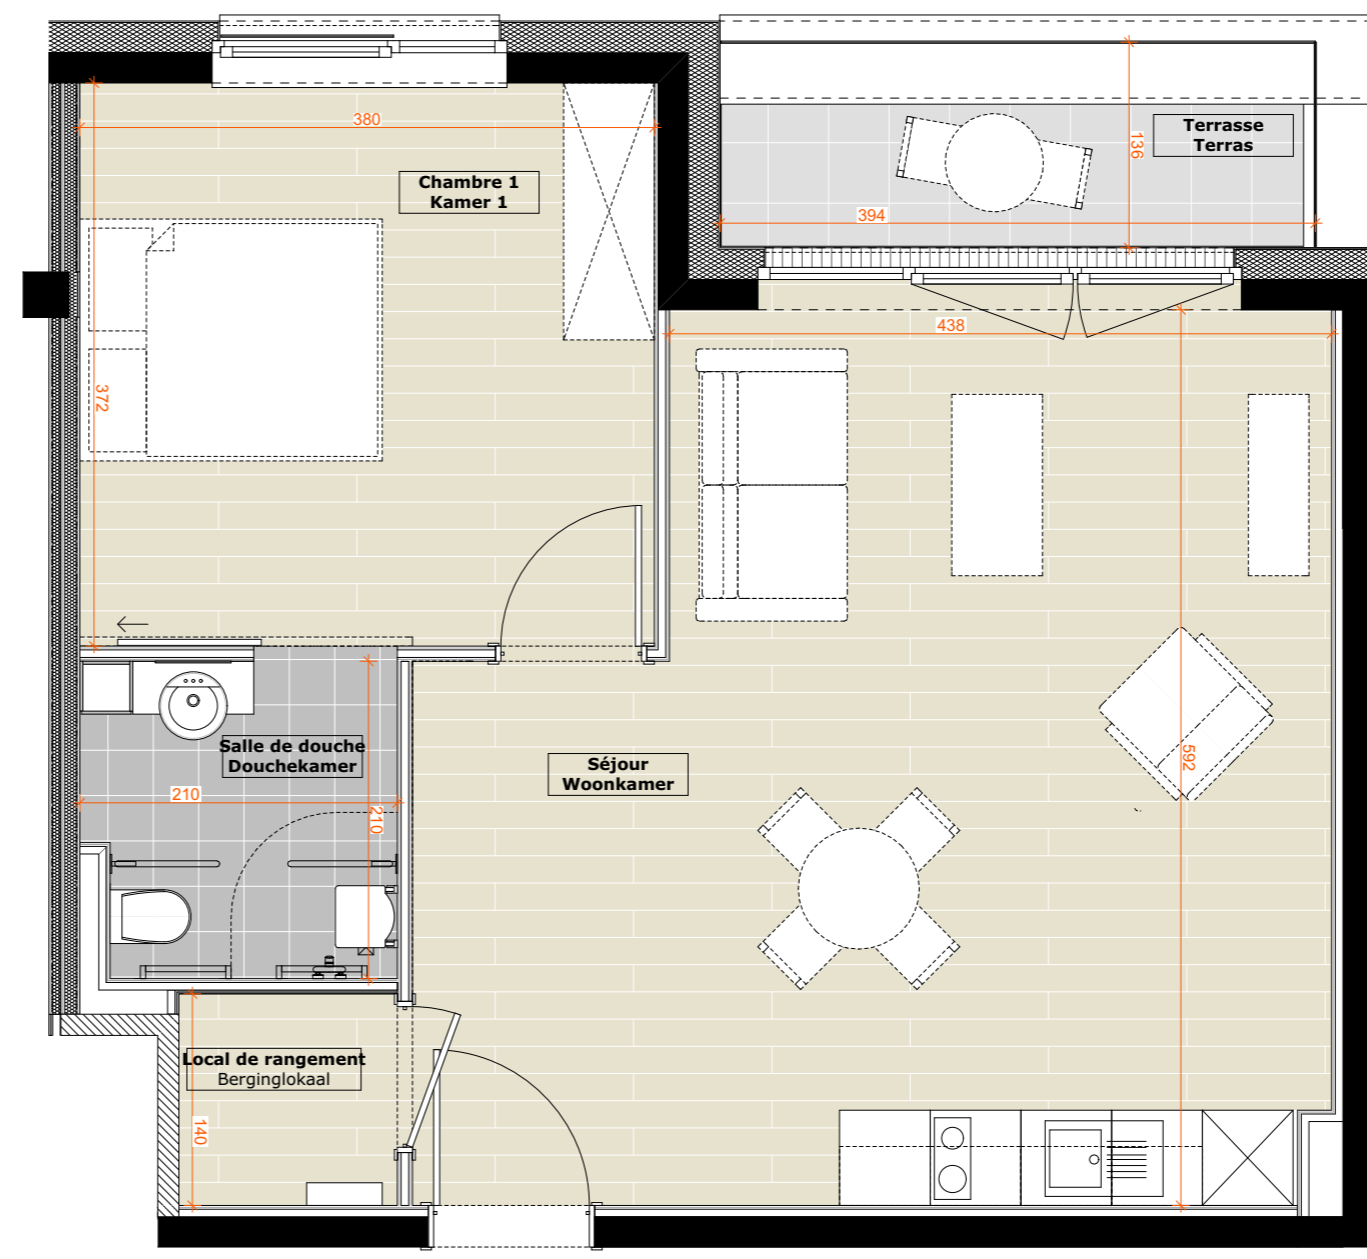 380
Chambre 1
Kamer 1
Terrasse
Terras
136
394
438
372
Séjour
Woonkamer
592
Salle de douche
Douchekamer
210
210
Local de rangement
Berginglokaal
140